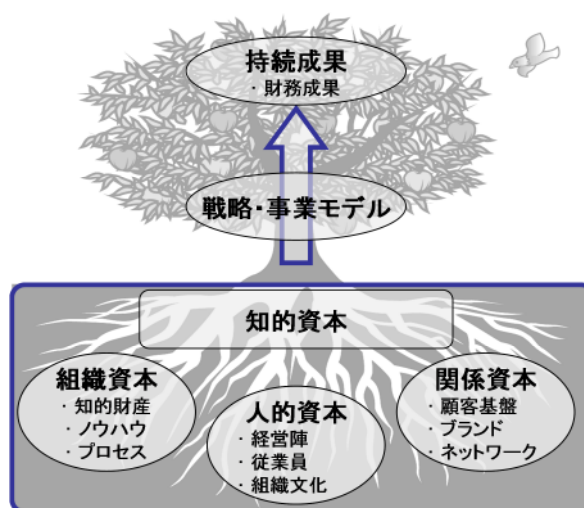 持続成果
・財務成果
戦略・事業モデル
知的資本
組織資本
・知的財産
・ノウハウ
・プロセス
人的資本
・経営陣
・従業員
・組織文化
関係資本
・顧客基盤
・ブランド
・ネットワーク